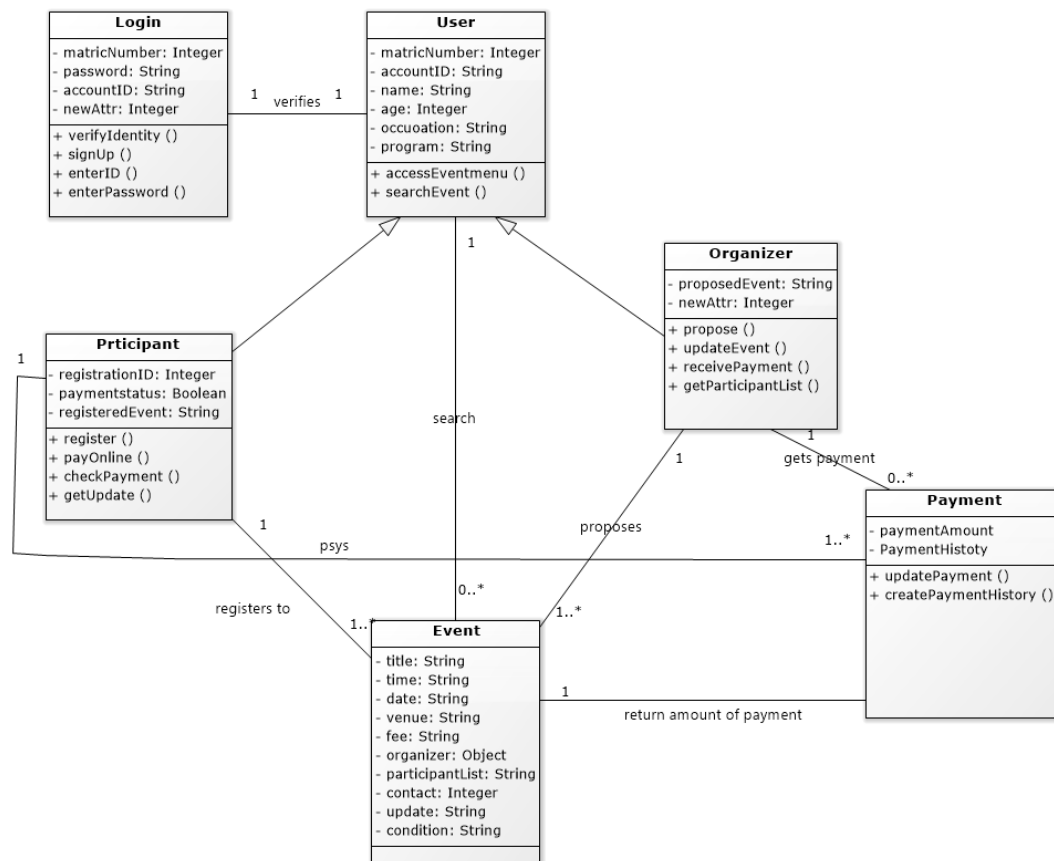 Login
- matricNumber: Integer
- password: String
- accountID: String
- newAttr: Integer
+ verifyIdentity ()
+ signUp ()
+ enterID ()
+ enterPassword ()
1
verifies
1
User
- matricNumber: Integer
- accountID: String
- name: String
- age: Integer
- occuoation: String
- program: String
+ accessEventmenu ()
+ searchEvent ()
1
search
0..*
Organizer
- proposedEvent: String
- newAttr: Integer
+ propose ()
+ updateEvent ()
+ receivePayment ()
+ getParticipantList ()
1
Prticipant
- registrationID: Integer
- paymentstatus: Boolean
- registeredEvent: String
+ register ()
+ payOnline ()
+ checkPayment ()
+ getUpdate ()
1
gets payment
0..*
1
proposes
1..*
Payment
- paymentAmount
- PaymentHistoty
+ updatePayment ()
+ createPaymentHistory ()
psys
1..*
1
registers to
1..*
Event
- title: String
- time: String
- date: String
- venue: String
- fee: String
- organizer: Object
- participantList: String
- contact: Integer
- update: String
- condition: String
1
return amount of payment